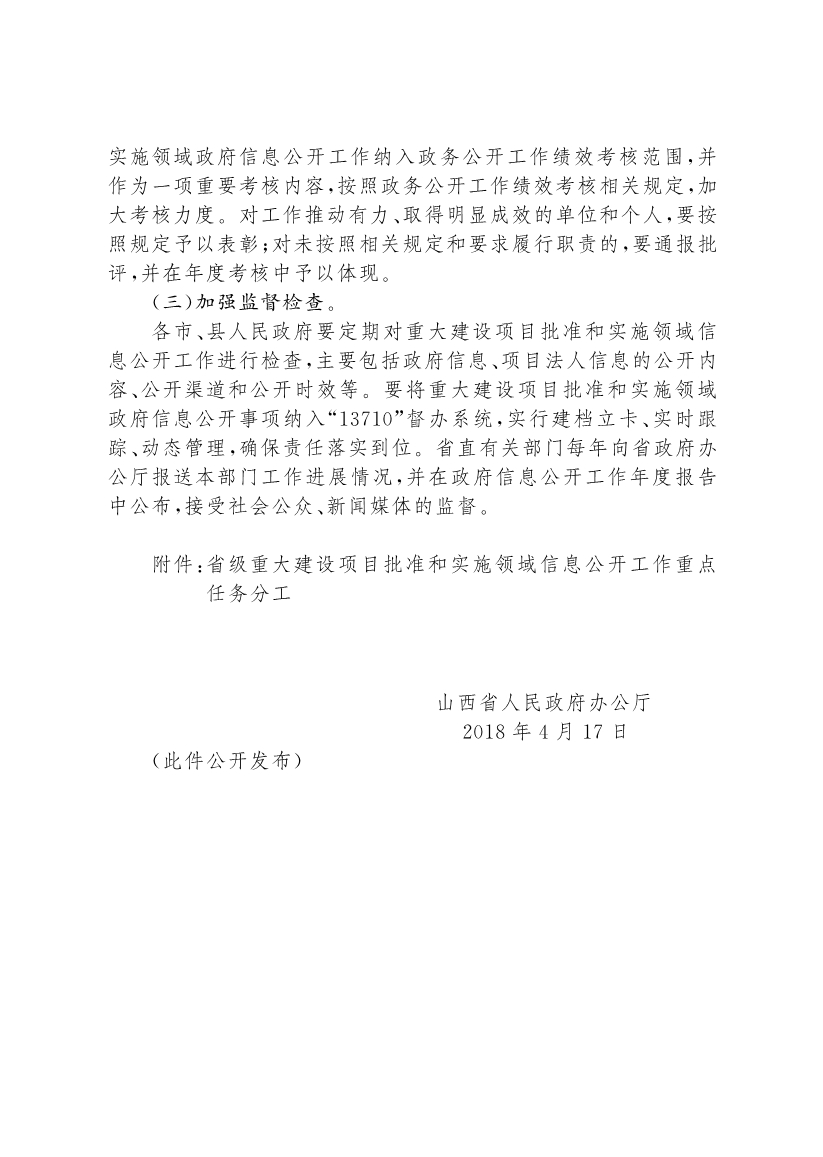 实施领域政府信息公开工作纳入政务公开工作绩效考核范围,并
作为一项重要考核内容,按照政务公开工作绩效考核相关规定,加
大考核力度。对工作推动有力、取得明显成效的单位和个人,要按
照规定予以表彰;对未按照相关规定和要求履行职责的,要通报批
评,并在年度考核中予以体现。
(三)加强监督检查。
各市、县人民政府要定期对重大建设项目批准和实施领域信
息公开工作进行检查,主要包括政府信息、项目法人信息的公开内
容、公开渠道和公开时效等。要将重大建设项目批准和实施领域
政府信息公开事项纳入“13710”督办系统,实行建档立卡、实时跟
踪、动态管理,确保责任落实到位。省直有关部门每年向省政府办
公厅报送本部门工作进展情况,并在政府信息公开工作年度报告
中公布,接受社会公众、新闻媒体的监督。
附件:省级重大建设项目批准和实施领域信息公开工作重点
任务分工
山西省人民政府办公厅
2018 年 4 月 17 日
(此件公开发布)